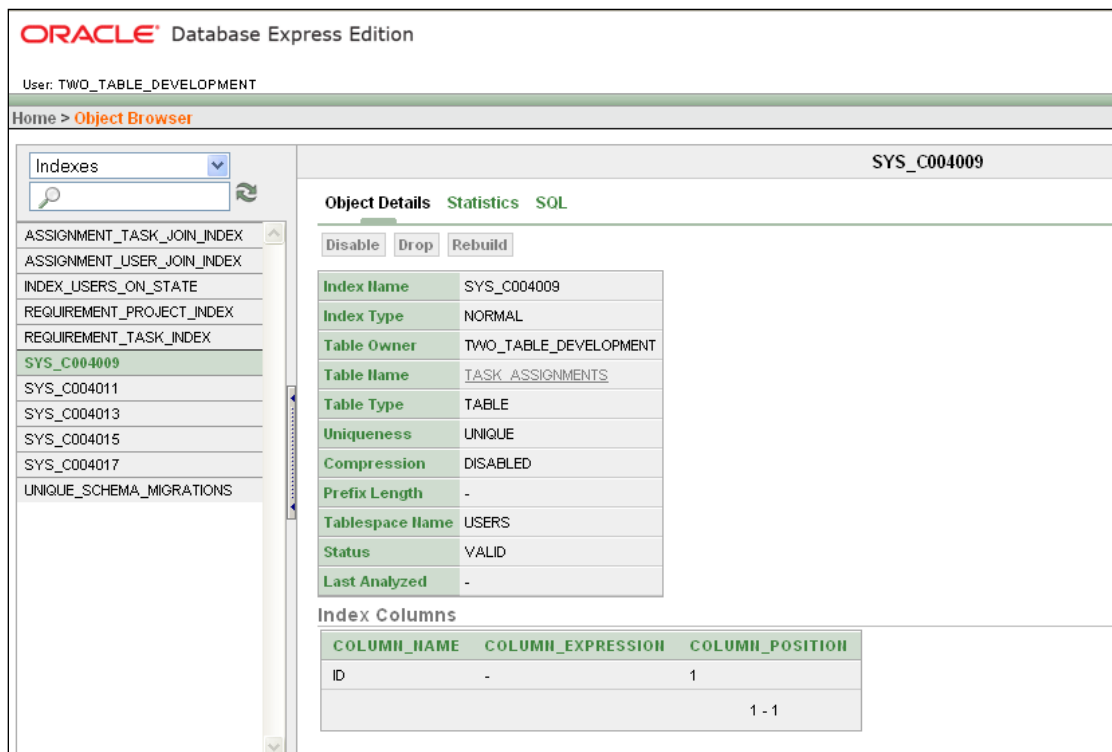 ORACLE® Database Express Edition
User: TWO_TABLE_DEVELOPMENT
Home > Object Browser
Indexes
ASSIGNMENT_TASK_JOIN_INDEX
ASSIGNMENT_USER_JOIN_INDEX
INDEX_USERS_ON_STATE
REQUIREMENT_PROJECT_INDEX
REQUIREMENT_TASK_INDEX
SYS_C004009
SYS_C004011
SYS_C004013
SYS_C004015
SYS_C004017
UNIQUE_SCHEMA_MIGRATIONS
SYS_C004009
Object Details Statistics SQL
Disable Drop Rebuild
Index Name SYS_C004009
Index Type NORMAL
Table Owner TWO_TABLE_DEVELOPMENT
Table Name TASK_ASSIGNMENTS
Table Type TABLE
Uniqueness UNIQUE
Compression DISABLED
Prefix Length -
Tablespace Name USERS
Status VALID
Last Analyzed -
Index Columns
COLUMN_NAME COLUMN_EXPRESSION COLUMN_POSITION
ID - 1
1 - 1